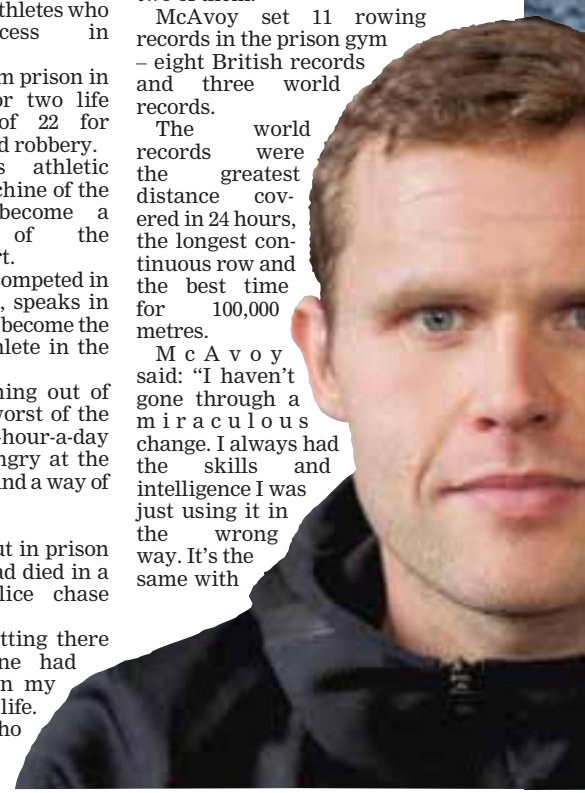 thletes who
cess in
m prison in
or two life
of 22 for
d robbery.
s athletic
chine of the
become a
of the
rt.
competed in
, speaks in
become the
hlete in the
ning out of
worst of the
-hour-a-day
ngry at the
and a way of
ut in prison
ad died in a
lice chase
tting there
ne had
n my
life.
ho
McAvoy set 11 rowing
records in the prison gym
– eight British records
and three world
records.
The world
records were
the greatest
distance cov-
ered in 24 hours,
the longest con-
tinuous row and
the best time
for 100,000
metres.
McAvoy
said: “I haven’t
gone through a
miraculous
change. I always had
the skills and
intelligence I was
just using it in
the wrong
way. It’s the
same with